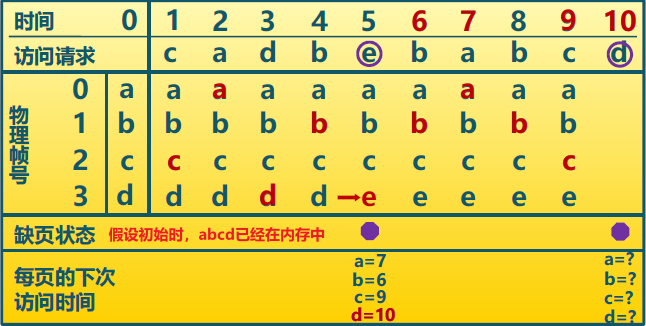 时间 0 1 2 3 4 5 6 7 8 9 10
访问请求 c a d b e b a b c d
物理帧号
0 a a a a a a a a a a
1 b b b b b b b b b b
2 c c c c c c c c c c
3 d d d d d →e e e e e
缺页状态 假设初始时，abcd已经在内存中
每页的下次
访问时间
a=7
b=6
c=9
d=10
a=?
b=?
c=?
d=?